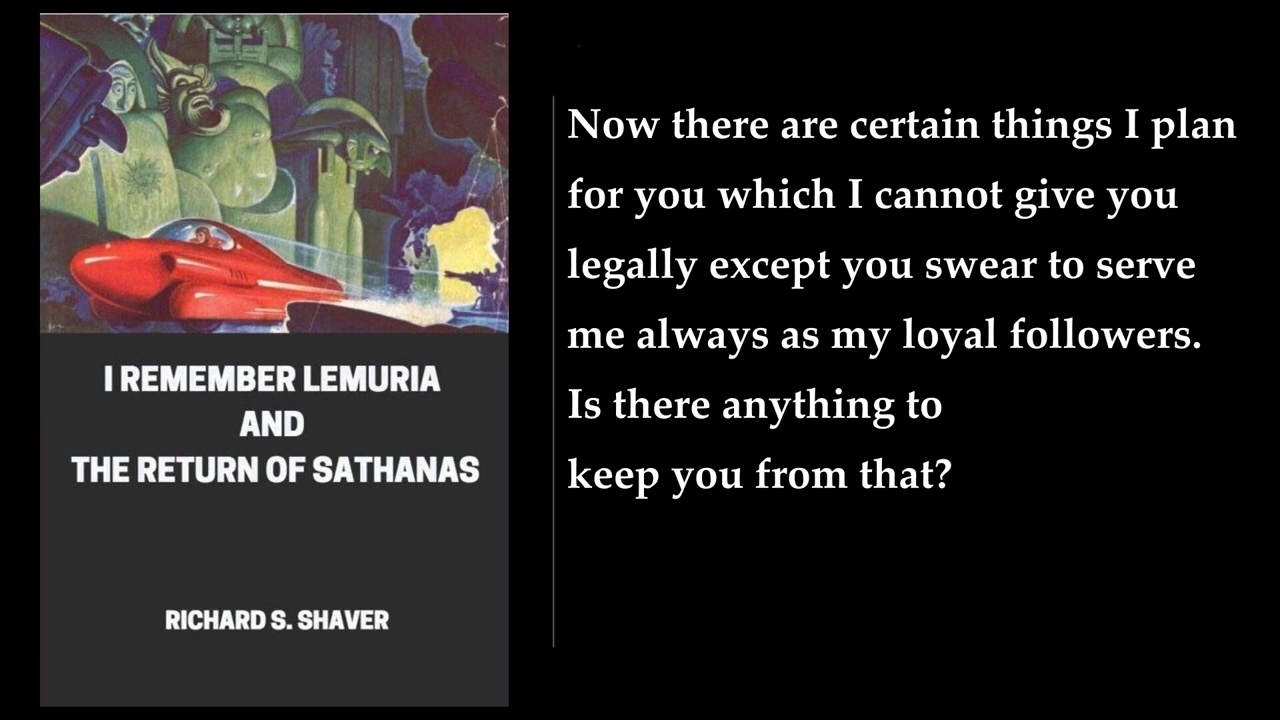 I REMEMBER LEMURIA
AND
THE RETURN OF SATHANAS
RICHARD S. SHAVER
Now there are certain things I plan
for you which I cannot give you
legally except you swear to serve
me always as my loyal followers.
Is there anything to
keep you from that?